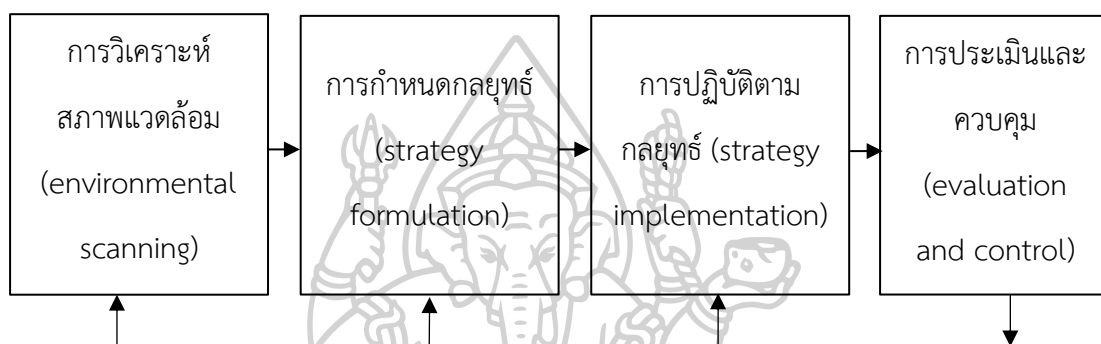 การวิเคราะห์
สภาพแวดล้อม
(environmental
scanning)
การกำหนดกลยุทธ์
(strategy
formulation)
การปฏิบัติตาม
กลยุทธ์ (strategy
implementation)
การประเมินและ
ควบคุม
(evaluation
and control)